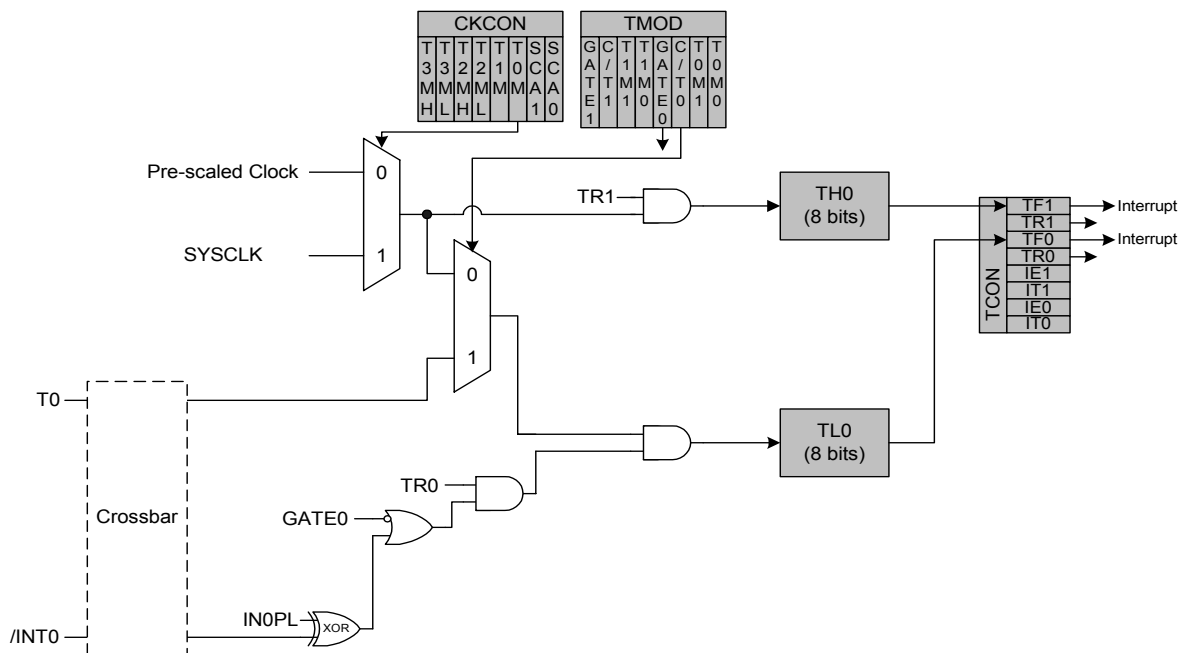 CKCON
T3MH
T3ML
T2MH
T2ML
T1M
T0M
SCA1
SCA0
TMOD
GATE1
C/T1
T1M1
T1M0
GATE0
C/T0
T0M1
T0M0
Pre-scaled Clock
0
SYSCLK
1
0
1
TR1
TH0
(8 bits)
TCON
TF1
TR1
TF0
TR0
IE1
IT1
IE0
IT0
Interrupt
Interrupt
T0
Crossbar
/INT0
TL0
(8 bits)
TR0
GATE0
IN0PL
XOR